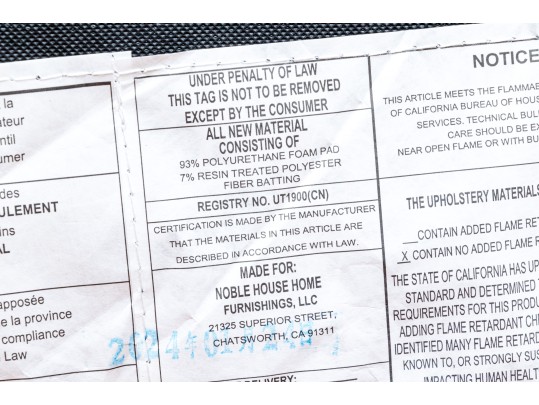 la
ateur
ntil
umer
des
ULEMENT
ins
AL
apposée
e la province
compliance
Law
UNDER PENALTY OF LAW
THIS TAG IS NOT TO BE REMOVED
EXCEPT BY THE CONSUMER
ALL NEW MATERIAL
CONSISTING OF
93% POLYURETHANE FOAM PAD
7% RESIN TREATED POLYESTER
FIBER BATTING
REGISTRY NO. UT1900(CN)
CERTIFICATION IS MADE BY THE MANUFACTURER
THAT THE MATERIALS IN THIS ARTICLE ARE
DESCRIBED IN ACCORDANCE WITH LAW.
MADE FOR:
NOBLE HOUSE HOME
FURNISHINGS, LLC
21325 SUPERIOR STREET,
CHATSWORTH, CA91311
DELIVERY:
NOTICE
THIS ARTICLE MEETS THE FLAMMAB
OF CALIFORNIA BUREAU OF HOUS
SERVICES. TECHNICAL BUL
CARE SHOULD BE EX
NEAR OPEN FLAME OR WITH BU
THE UPHOLSTERY MATERIALS
___CONTAIN ADDED FLAME RET
X CONTAIN NO ADDED FLAME R
THE STATE OF CALIFORNIA HAS UP
STANDARD AND DETERMINED T
REQUIREMENTS FOR THIS PRODU
ADDING FLAME RETARDANT CHE
IDENTIFIED MANY FLAME RETARD
KNOWN TO, OR STRONGLY SUS
IMPACTING HUMAN HEALTH